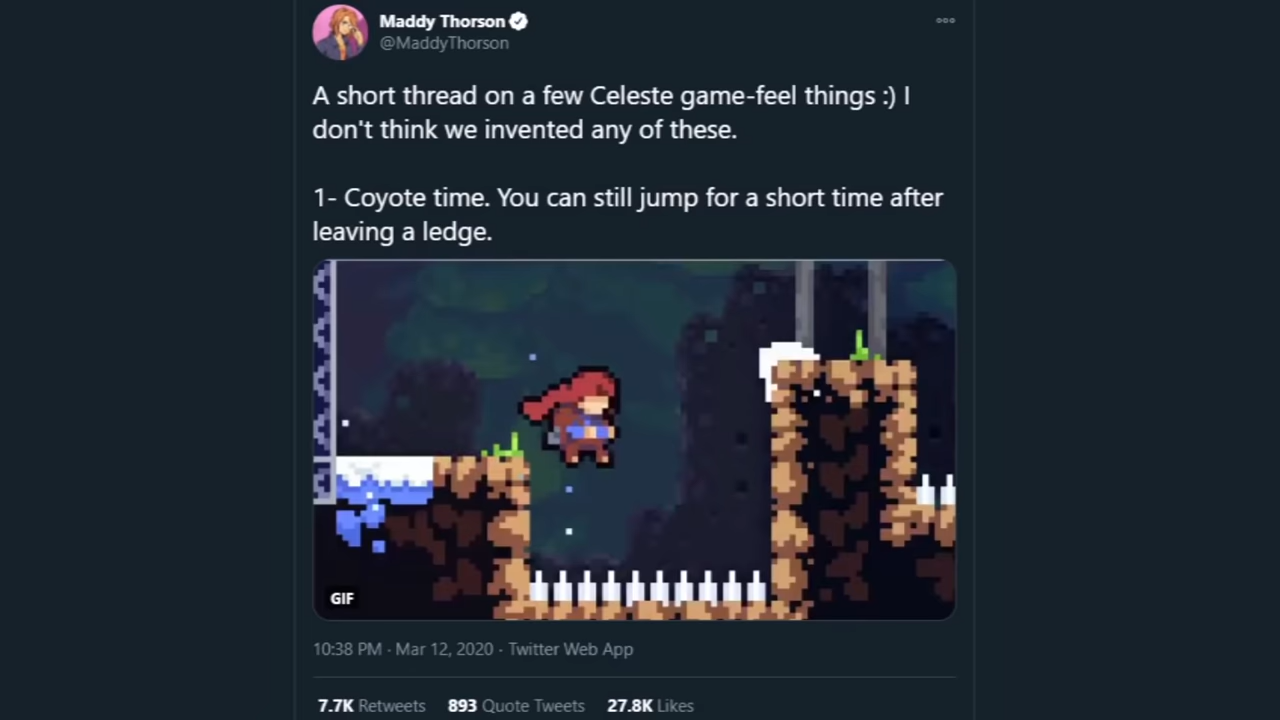 Maddy Thorson
@MaddyThorson
A short thread on a few Celeste game-feel things :) I
don't think we invented any of these.
1- Coyote time. You can still jump for a short time after
leaving a ledge.
GIF
10:38 PM · Mar 12, 2020 · Twitter Web App
7.7K Retweets 893 Quote Tweets 27.8K Likes